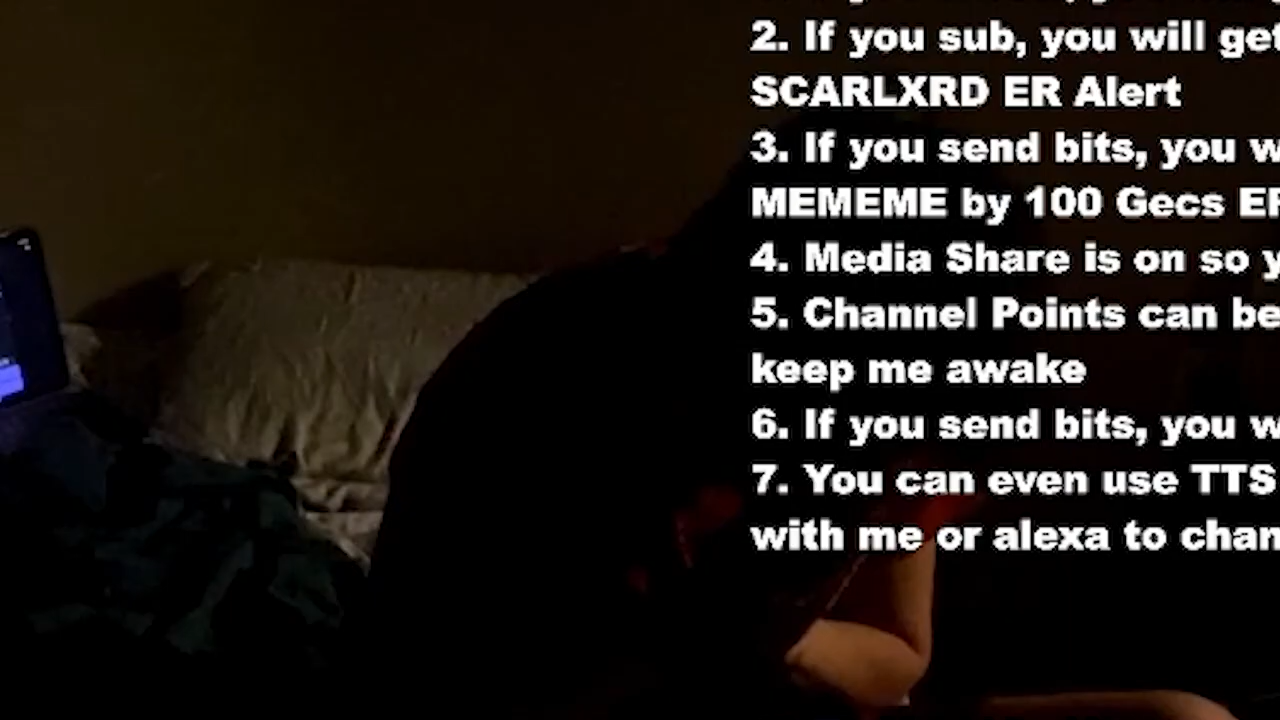 2. If you sub, you will get
SCARLXRD ER Alert
3. If you send bits, you w
MEMEME by 100 Gecs ER
4. Media Share is on so y
5. Channel Points can be
keep me awake
6. If you send bits, you w
7. You can even use TTS
with me or alexa to chan